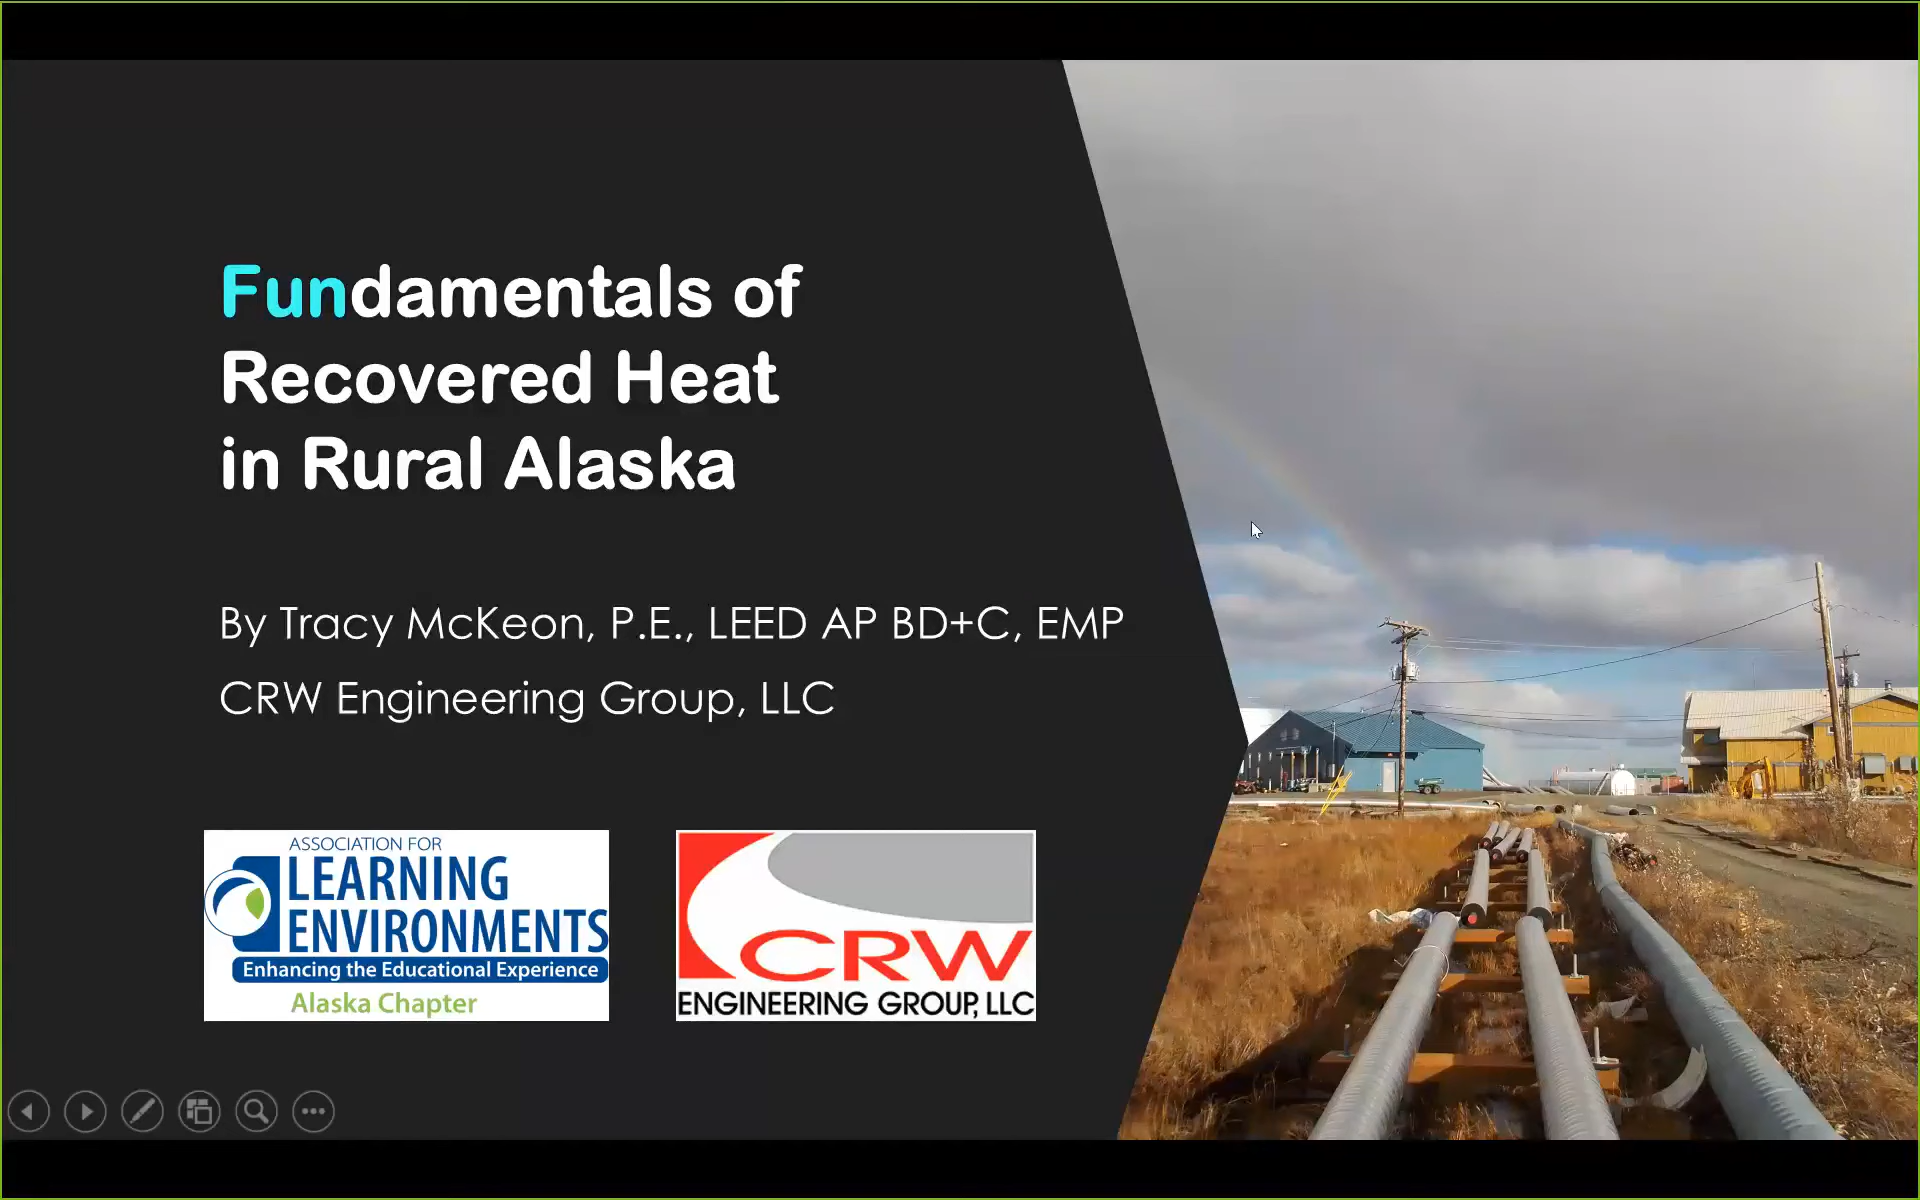 Fundamentals of
Recovered Heat
in Rural Alaska
By Tracy McKeon, P.E., LEED AP BD+C, EMP
CRW Engineering Group, LLC
ASSOCIATION FOR
LEARNING
ENVIRONMENTS
Enhancing the Educational Experience
Alaska Chapter
CRW
ENGINEERING GROUP, LLC